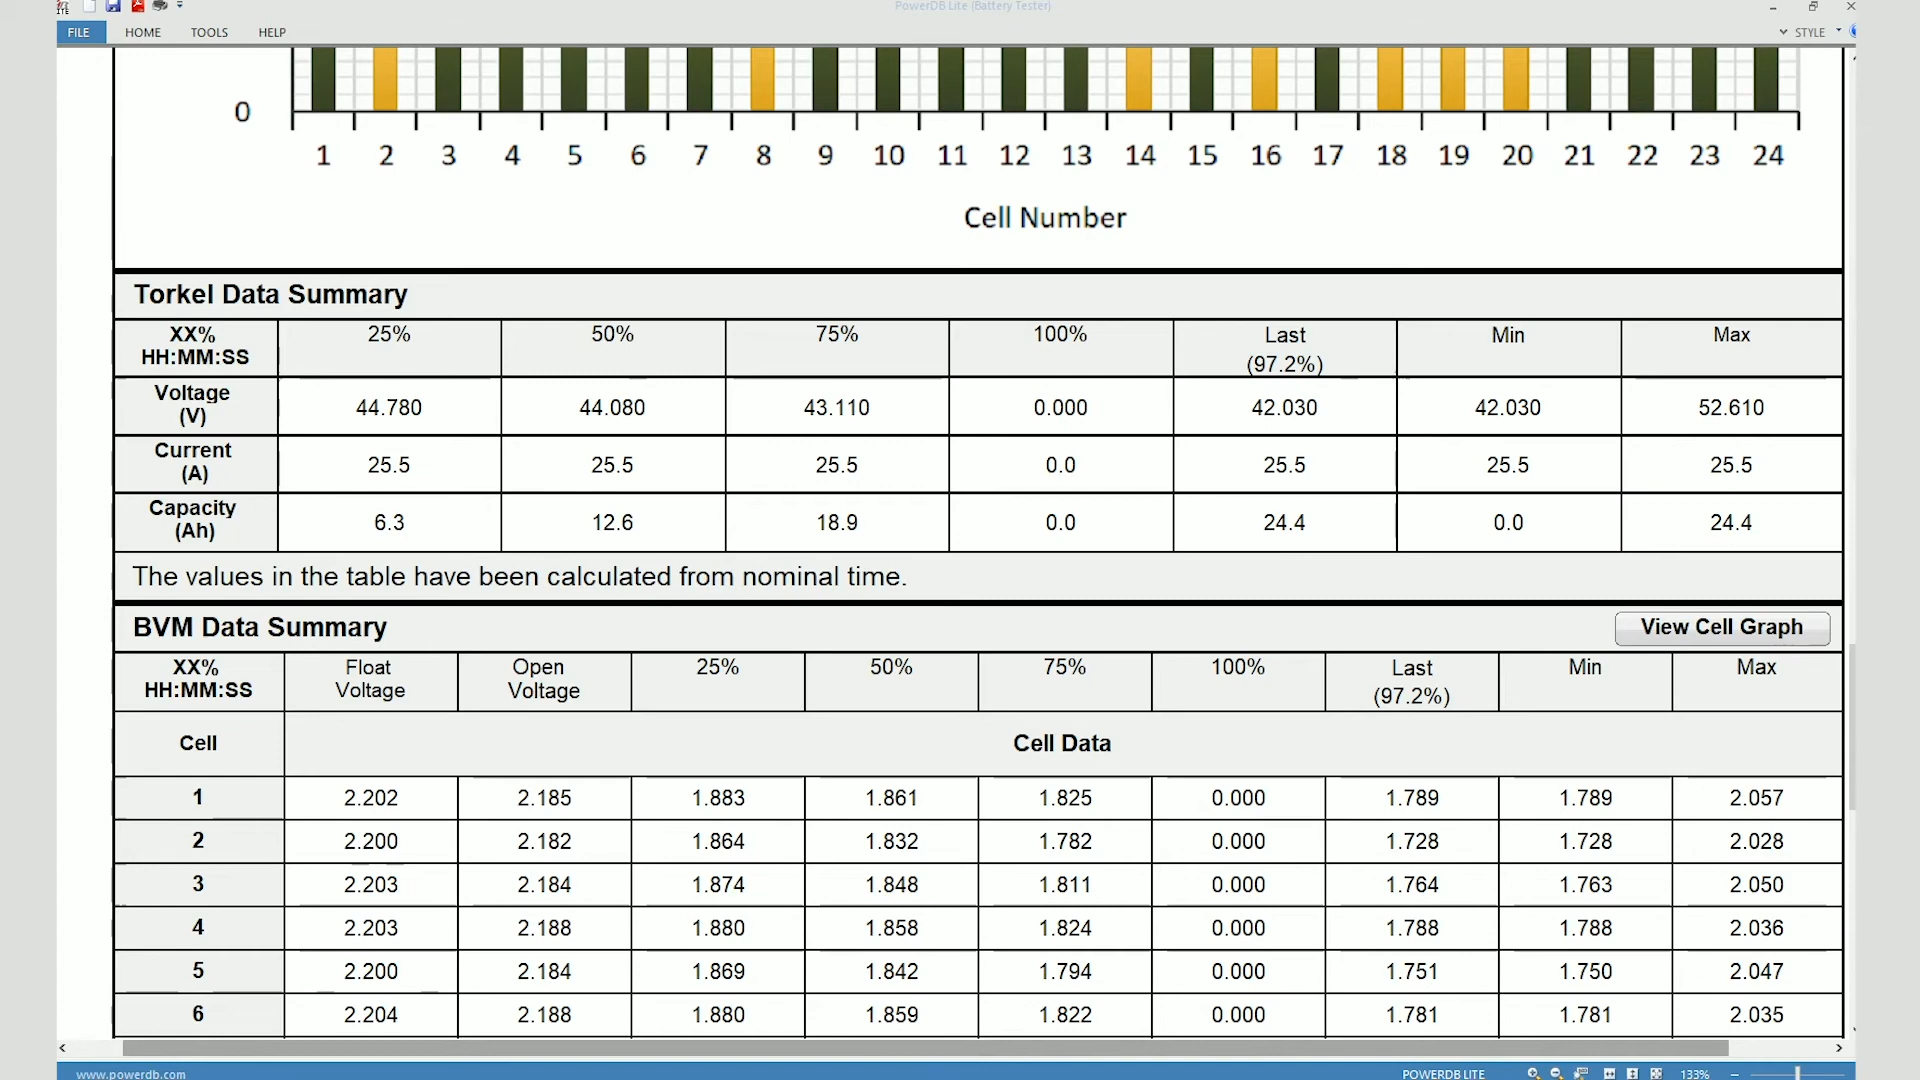 PowerDB Lite (Battery Tester)
FILE HOME TOOLS HELP STYLE
0
1 2 3 4 5 6 7 8 9 10 11 12 13 14 15 16 17 18 19 20 21 22 23 24
Cell Number
Torkel Data Summary
XX% HH:MM:SS 25% 50% 75% 100% Last (97.2%) Min Max
Voltage (V) 44.780 44.080 43.110 0.000 42.030 42.030 52.610
Current (A) 25.5 25.5 25.5 0.0 25.5 25.5 25.5
Capacity (Ah) 6.3 12.6 18.9 0.0 24.4 0.0 24.4
The values in the table have been calculated from nominal time.
BVM Data Summary View Cell Graph
XX% HH:MM:SS Float Voltage Open Voltage 25% 50% 75% 100% Last (97.2%) Min Max
Cell Cell Data
1 2.202 2.185 1.883 1.861 1.825 0.000 1.789 1.789 2.057
2 2.200 2.182 1.864 1.832 1.782 0.000 1.728 1.728 2.028
3 2.203 2.184 1.874 1.848 1.811 0.000 1.764 1.763 2.050
4 2.203 2.188 1.880 1.858 1.824 0.000 1.788 1.788 2.036
5 2.200 2.184 1.869 1.842 1.794 0.000 1.751 1.750 2.047
6 2.204 2.188 1.880 1.859 1.822 0.000 1.781 1.781 2.035
www.powerdb.com POWERDB LITE 133%